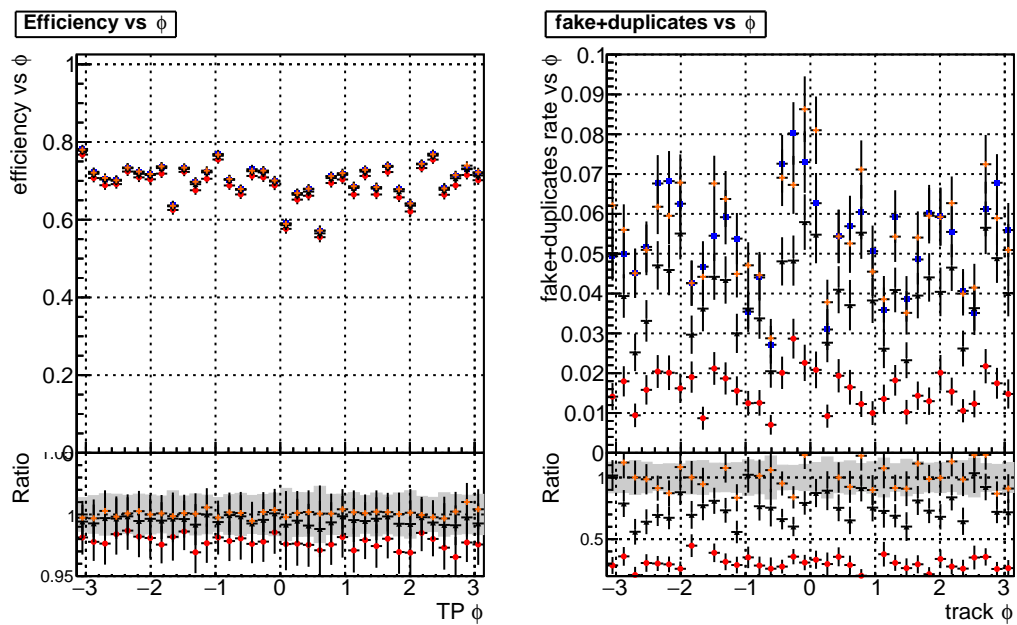 Efficiency vs ϕ
efficiency vs ϕ
1
0.8
0.6
0.4
0.2
0
Ratio
1.05
1
0.95
−3 −2 −1 0 1 2 3
TP ϕ
fake+duplicates vs ϕ
fake+duplicates rate vs ϕ
0.1
0.09
0.08
0.07
0.06
0.05
0.04
0.03
0.02
0.01
0
Ratio
1
0.5
−3 −2 −1 0 1 2 3
track ϕ